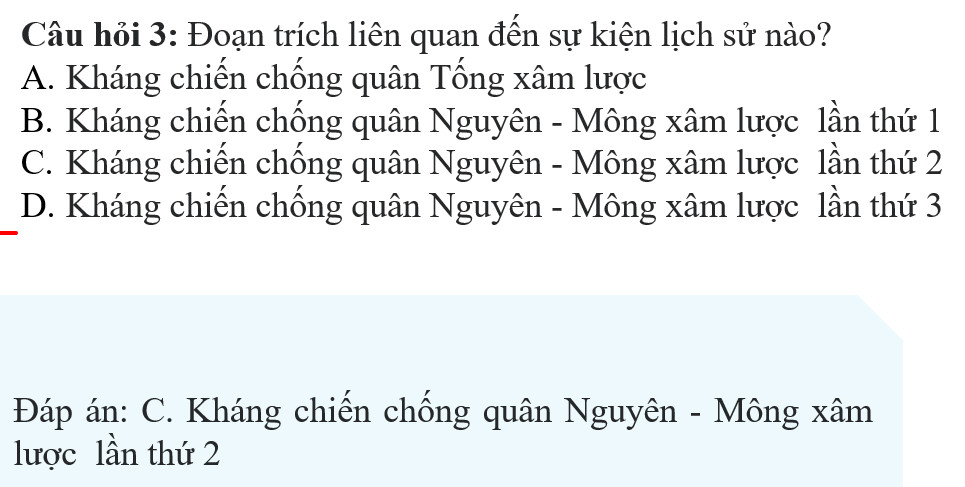 Câu hỏi 3: Đoạn trích liên quan đến sự kiện lịch sử nào?
A. Kháng chiến chống quân Tống xâm lược
B. Kháng chiến chống quân Nguyên - Mông xâm lược lần thứ 1
C. Kháng chiến chống quân Nguyên - Mông xâm lược lần thứ 2
D. Kháng chiến chống quân Nguyên - Mông xâm lược lần thứ 3
Đáp án: C. Kháng chiến chống quân Nguyên - Mông xâm
lược lần thứ 2